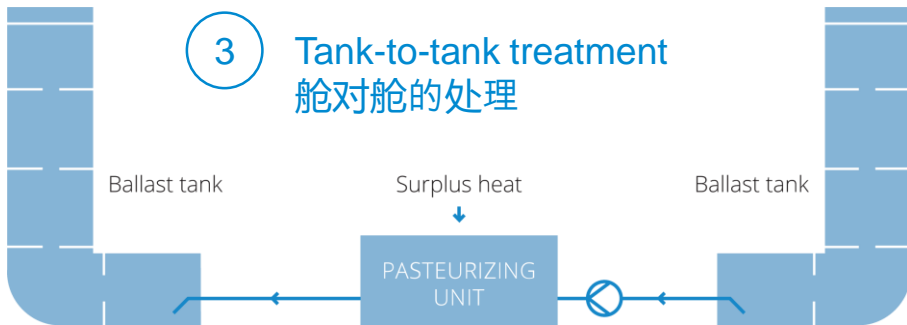 3
Tank-to-tank treatment
舱对舱的处理
Ballast tank
Surplus heat
Ballast tank
PASTEURIZING
UNIT